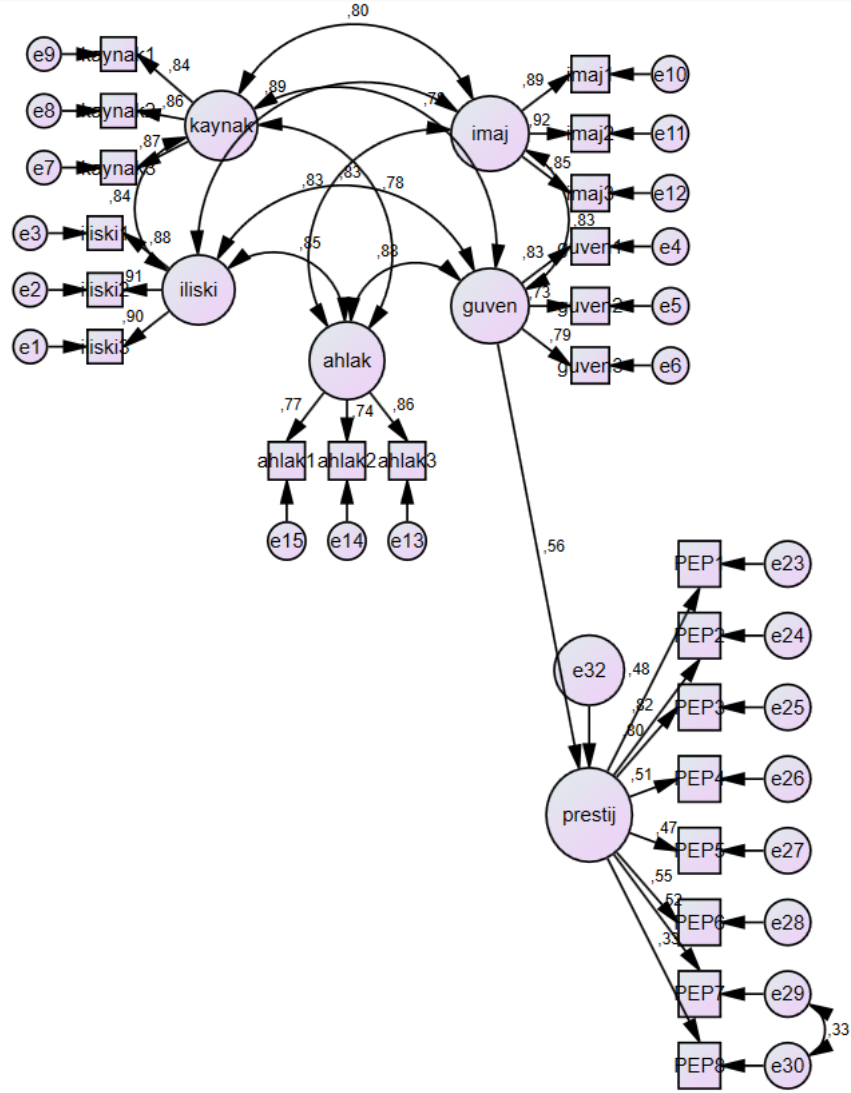 ,80
e9 kaynak1 ,84 ,89 ,78 ,89 imaj1 e10
e8 kaynak2 ,86 kaynak imaj ,92 imaj2 e11
e7 kaynak3 ,87 ,83 ,83 ,78 ,85 imaj3 e12
,84
e3 iliski1 ,88 ,85 ,88 ,83 ,83 guven1 e4
e2 iliski2 ,91 iliski guven ,73 guven2 e5
e1 iliski3 ,90 ahlak ,79 guven3 e6
,77 ,74 ,86
ahlak1 ahlak2 ahlak3
e15 e14 e13
,56
PEP1 e23
PEP2 e24
e32 ,48
,82 PEP3 e25
,80
,51 PEP4 e26
prestij
,47 PEP5 e27
,55
,52 PEP6 e28
,33
PEP7 e29
,33
PEP8 e30